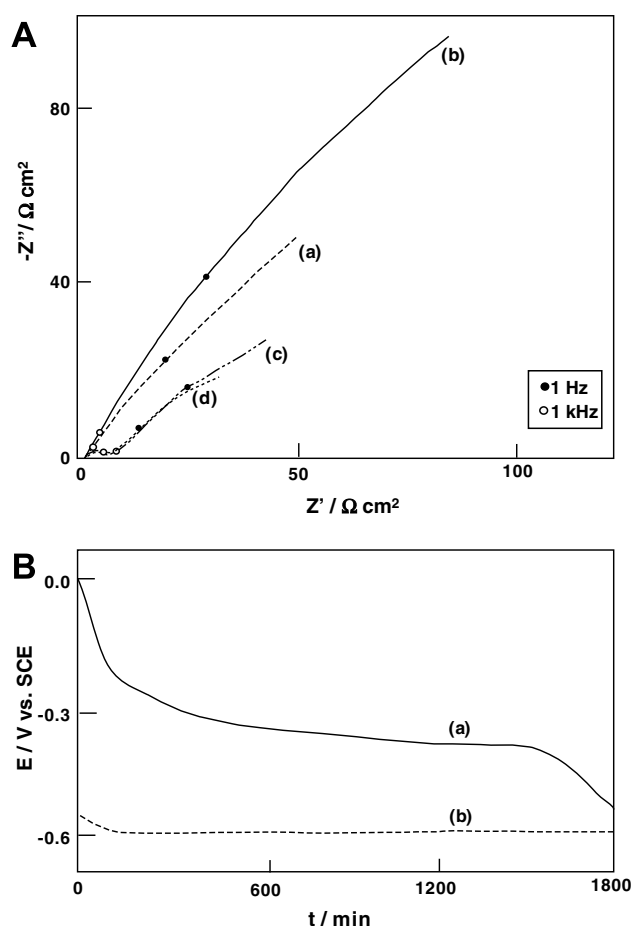 A
(b)
80
-Z″/ Ω cm²
(a)
40
(c)
(d)
1 Hz
1 kHz
0
0
50
100
Z' / Ω cm²
B
0.0
E / V vs. SCE
-0.3
(a)
(b)
-0.6
0
600
1200
1800
t / min